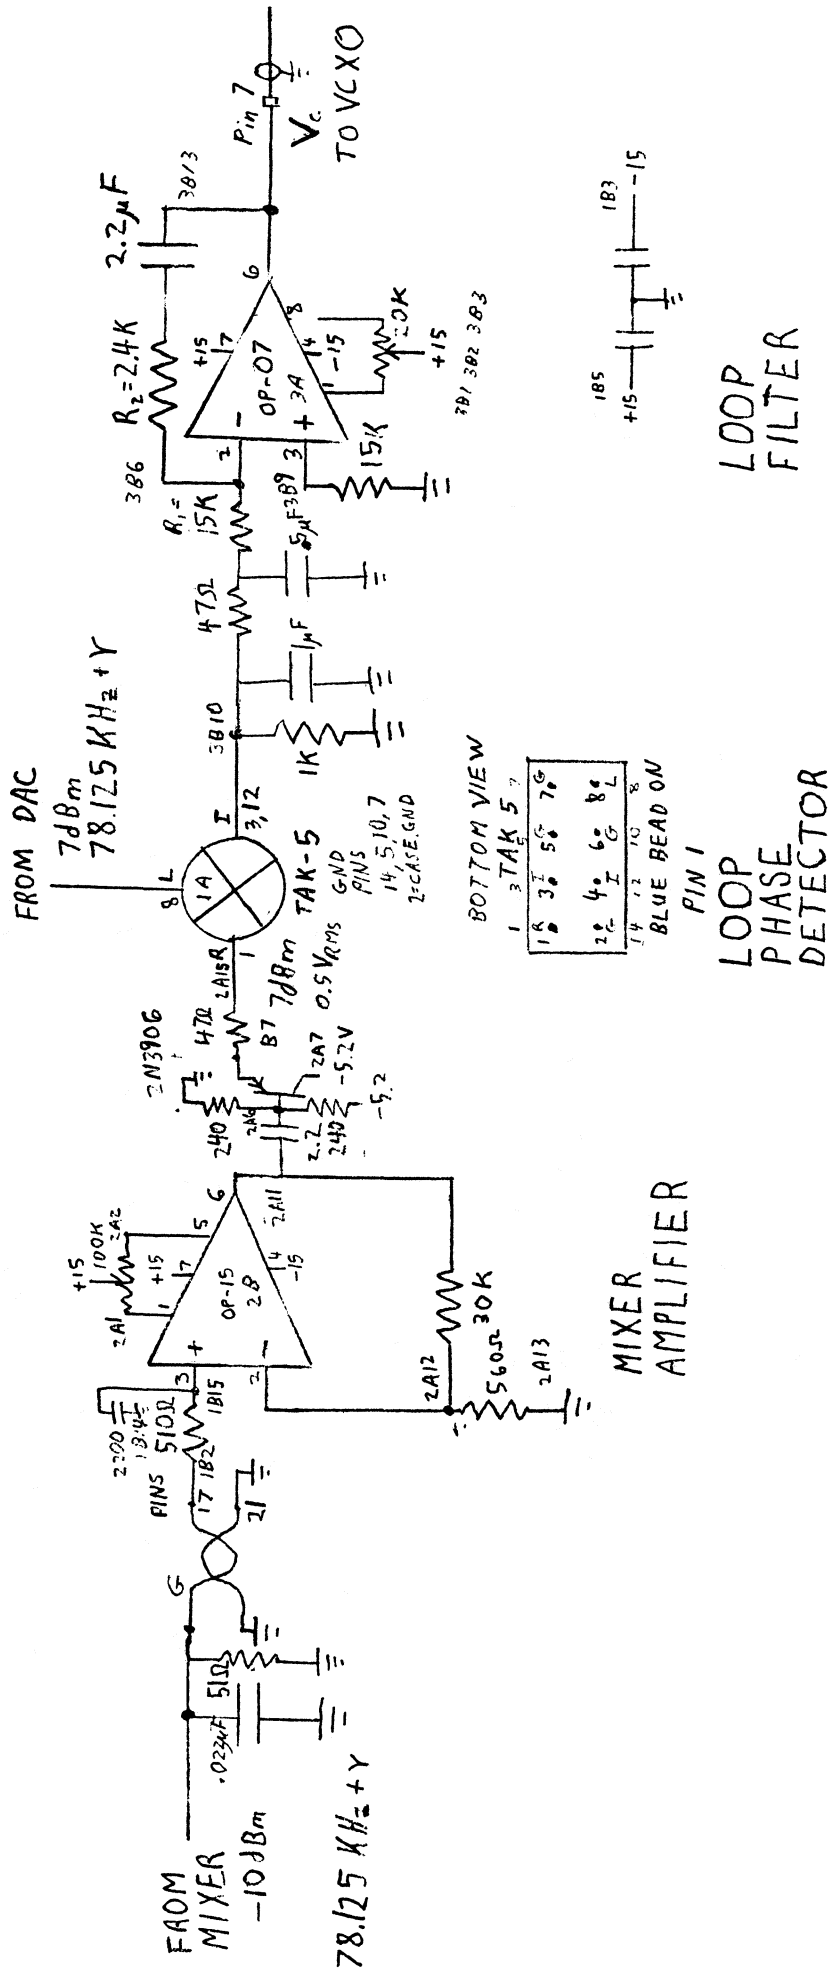 FROM
MIXER
-10dBm
78.125 KHz + r
.022μF
51Ω
G
PINS
17
21
1B2
2200
510Ω
1B15
3
2
+
-
OP-15
2B
1
5
6
7
4
+15
100K
+15
-15
2A1
2A2
2A11
2A12
30K
560Ω
2A13
MIXER
AMPLIFIER
2.2
240
240
2A6
2N3906
2A7
-5.2V
-5.2
47Ω
B7
2A15
R
1
7dBm
0.5VRMS
FROM DAC
7dBm
78.125 KHz + r
8
L
1A
I
3,12
TAK-5
GND
PINS
14,5,10,7
2=CASE.GND
BOTTOM VIEW
1 3 TAK 5 7
1 R 3 I 5 G 7 G
2 G 4 I 6 G 8 L
14 12 10 8
BLUE BEAD ON
PIN 1
LOOP
PHASE
DETECTOR
3B10
1K
1μF
47Ω
.5μF
R1=
15K
3B6
3B9
2
3
-
+
OP-07
3A
15K
R2=2.4K
2.2μF
3B13
+15
7
6
8
4
1
-15
20K
+15
3B1 3B2 3B3
Pin 7
Vc
TO VCXO
1B5
+15
1B3
-15
LOOP
FILTER